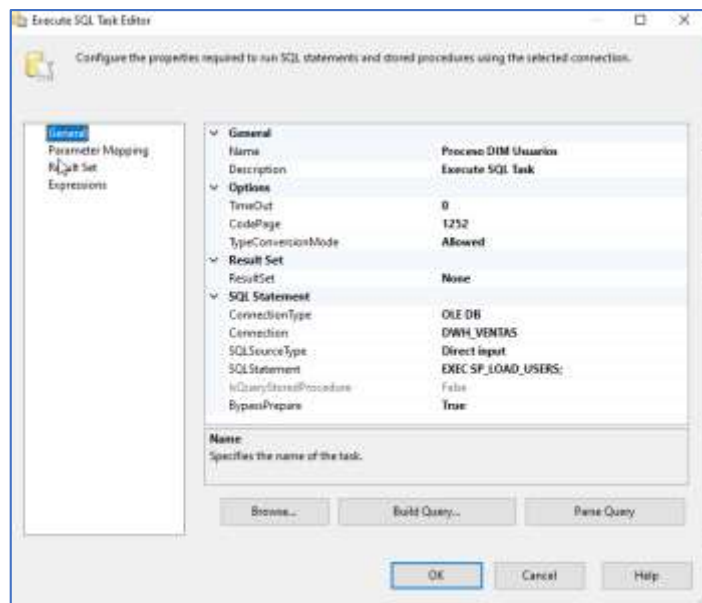 Execute SQL Task Editor
Configure the properties required to run SQL statements and stored procedures using the selected connection.
General
Parameter Mapping
Result Set
Expressions
General
Name Proceso DIM Usuarios
Description Execute SQL Task
Options
TimeOut 0
CodePage 1252
TypeConversionMode Allowed
Result Set
ResultSet None
SQL Statement
ConnectionType OLE DB
Connection DWH_VENTAS
SQLSourceType Direct input
SQLStatement EXEC SP_LOAD_USERS;
IsQueryStoredProcedure False
BypassPrepare True
Name
Specifies the name of the task.
Browse... Build Query... Parse Query
OK Cancel Help